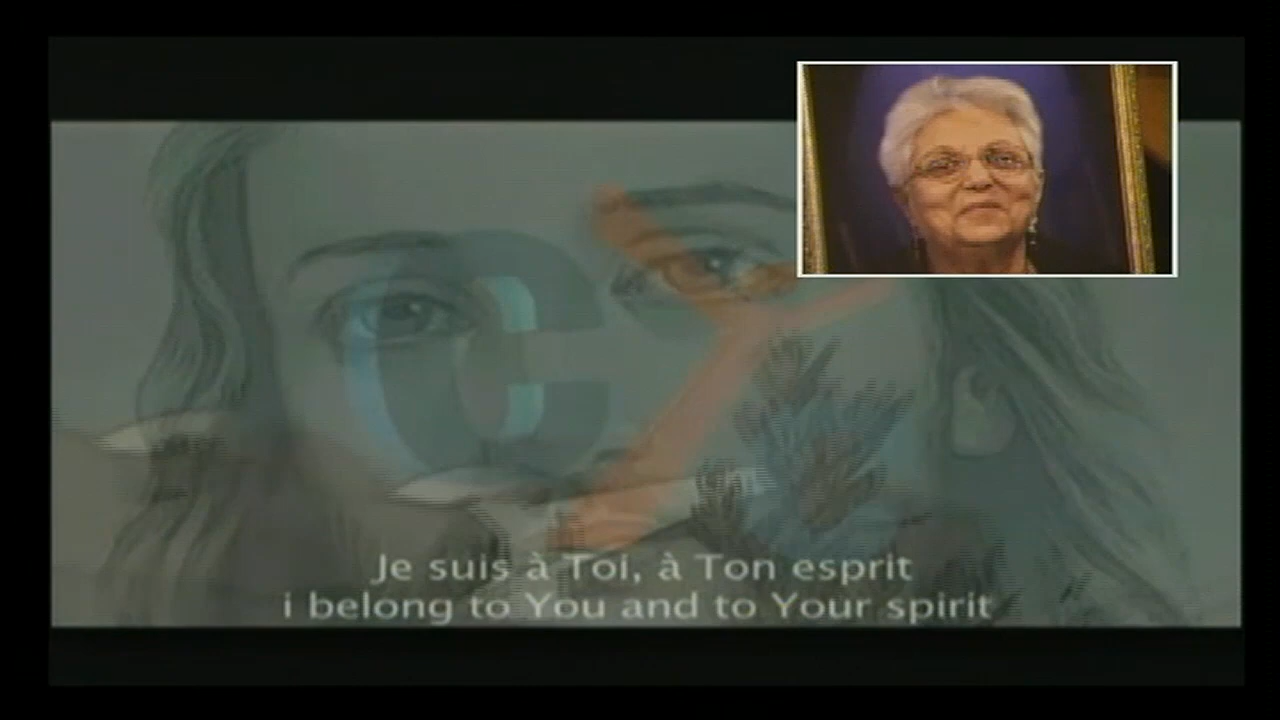 Je suis à Toi, à Ton esprit
i belong to You and to Your spirit